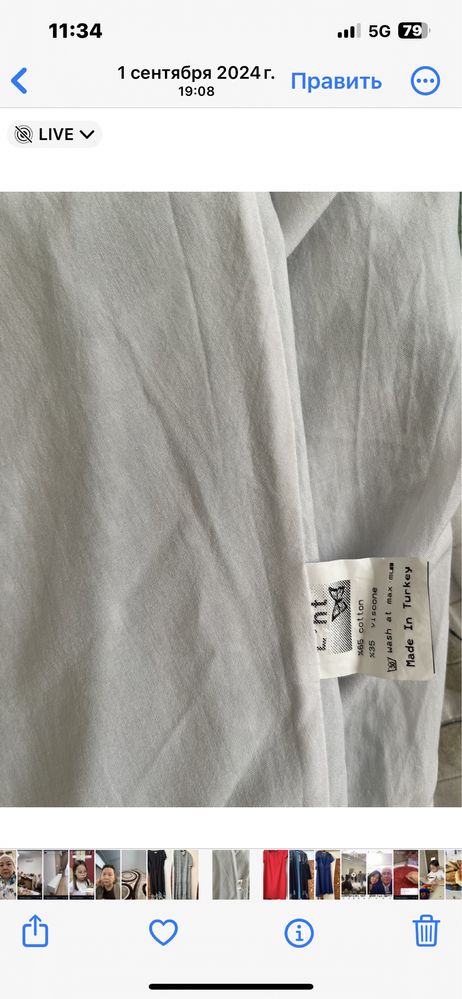 11:34
5G 79
1 сентября 2024 г.
19:08
Править
LIVE
%65 cotton
%35 viscone
wash at max
Made In Turkey